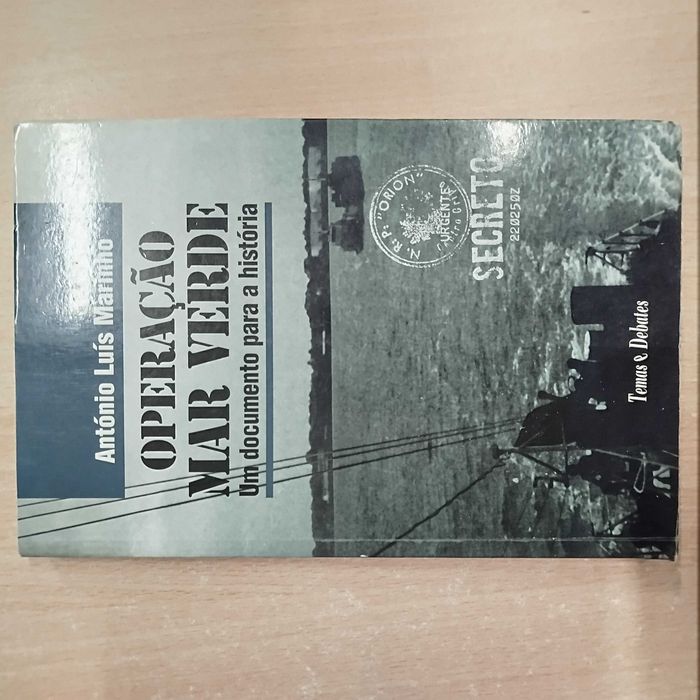 António Luís Marinho
OPERAÇÃO
MAR VERDE
Um documento para a história
N. R. P. "ORION"
URGENTE
SECRETO
220250Z
Temas e Debates